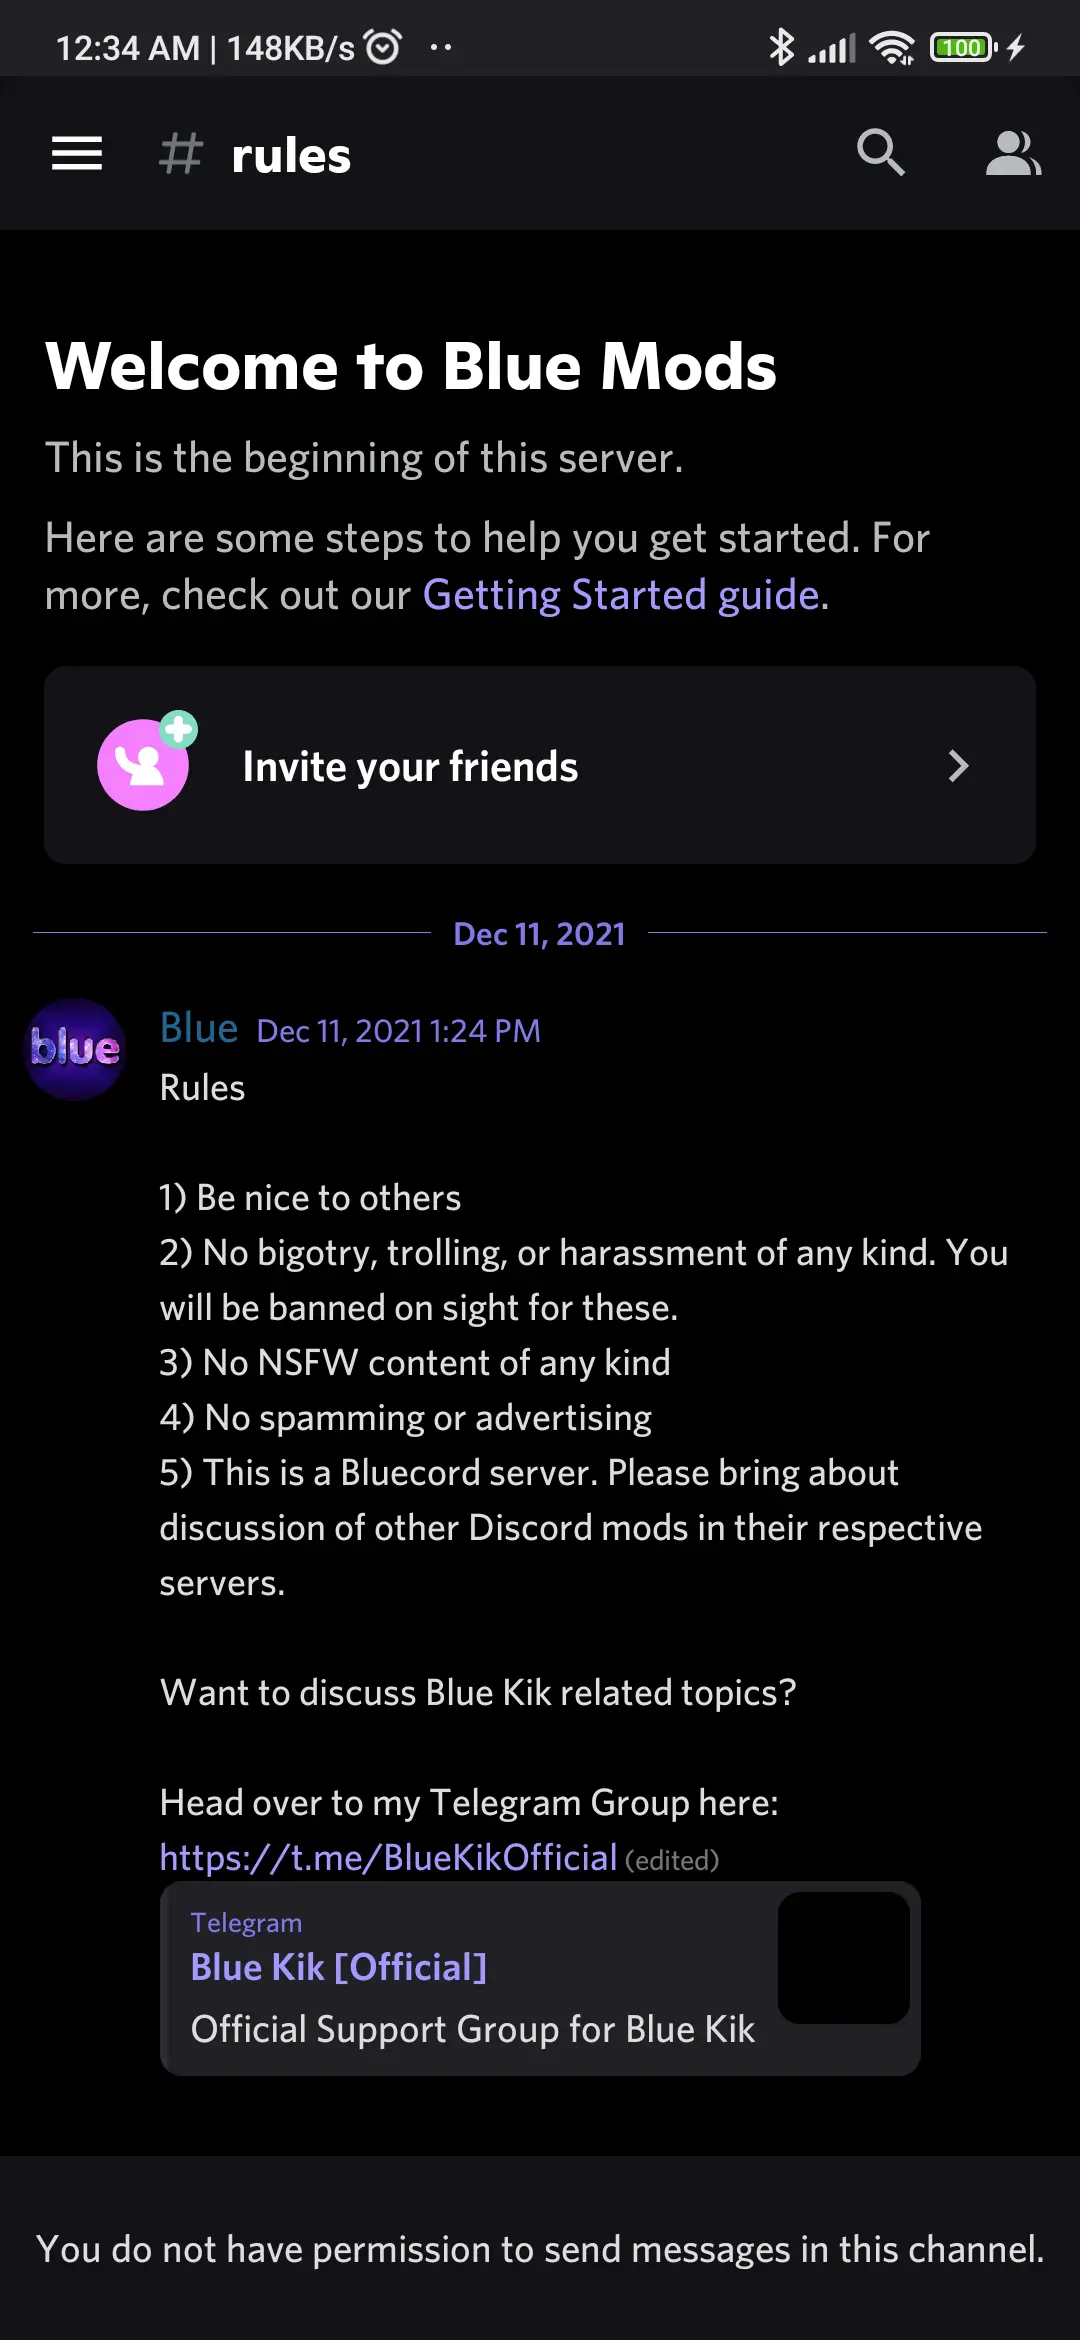 12:34 AM | 148KB/s
100
# rules
Welcome to Blue Mods
This is the beginning of this server.
Here are some steps to help you get started. For
more, check out our Getting Started guide.
Invite your friends
Dec 11, 2021
blue
Blue Dec 11, 2021 1:24 PM
Rules
1) Be nice to others
2) No bigotry, trolling, or harassment of any kind. You
will be banned on sight for these.
3) No NSFW content of any kind
4) No spamming or advertising
5) This is a Bluecord server. Please bring about
discussion of other Discord mods in their respective
servers.
Want to discuss Blue Kik related topics?
Head over to my Telegram Group here:
https://t.me/BlueKikOfficial (edited)
Telegram
Blue Kik [Official]
Official Support Group for Blue Kik
You do not have permission to send messages in this channel.